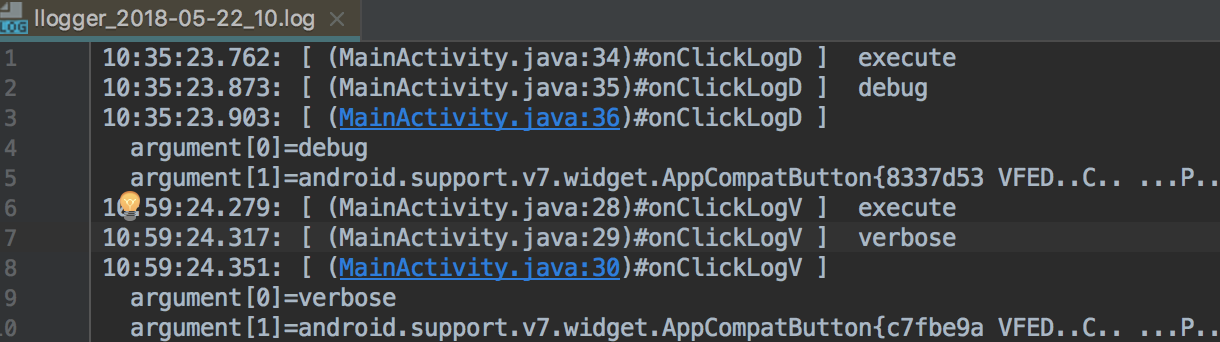 LOG llogger_2018-05-22_10.log
1 10:35:23.762: [ (MainActivity.java:34)#onClickLogD ] execute
2 10:35:23.873: [ (MainActivity.java:35)#onClickLogD ] debug
3 10:35:23.903: [ (MainActivity.java:36)#onClickLogD ]
4 argument[0]=debug
5 argument[1]=android.support.v7.widget.AppCompatButton{8337d53 VFED..C.. ...P..
6 10:59:24.279: [ (MainActivity.java:28)#onClickLogV ] execute
7 10:59:24.317: [ (MainActivity.java:29)#onClickLogV ] verbose
8 10:59:24.351: [ (MainActivity.java:30)#onClickLogV ]
9 argument[0]=verbose
10 argument[1]=android.support.v7.widget.AppCompatButton{c7fbe9a VFED..C.. ...P..